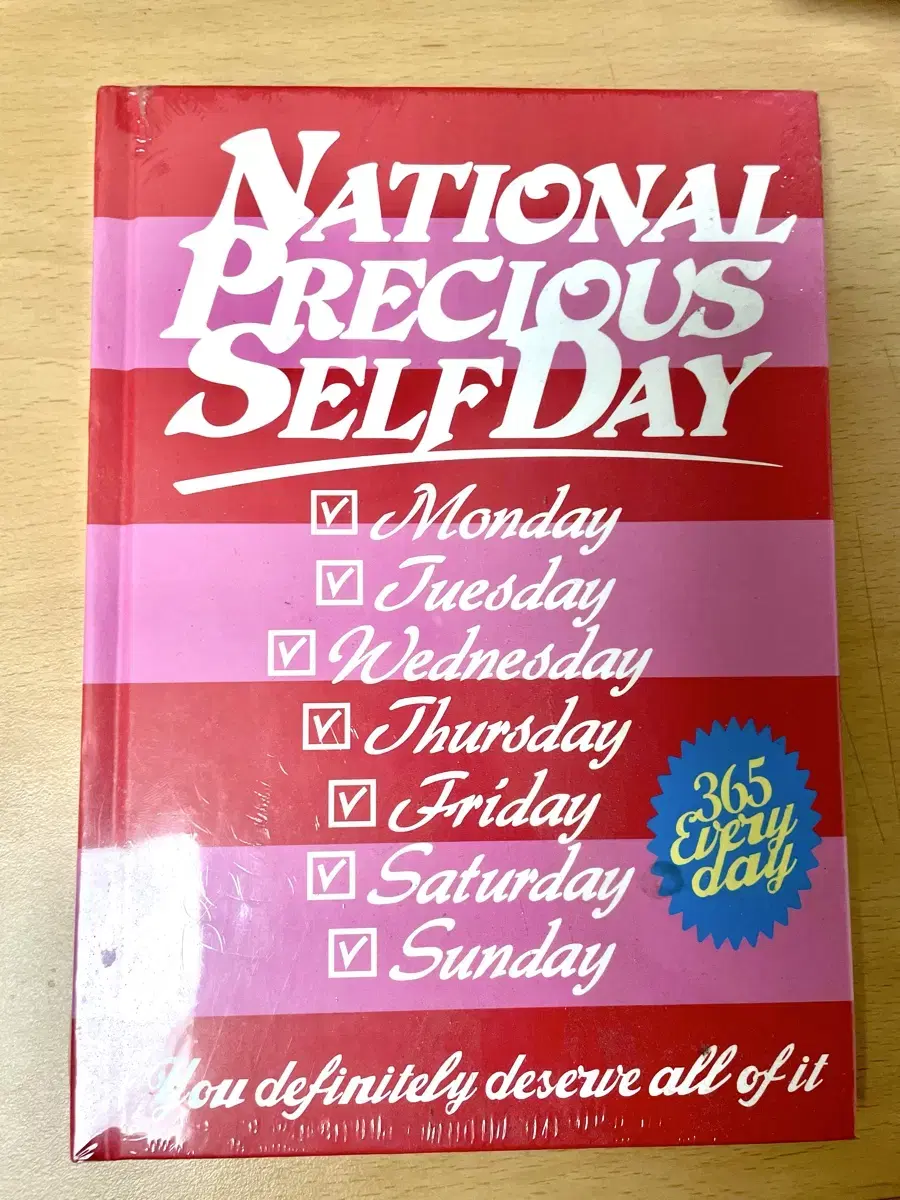 NATIONAL
PRECIOUS
SELF DAY
Monday
Tuesday
Wednesday
Thursday
Friday
Saturday
Sunday
365
Every
day
You definitely deserve all of it